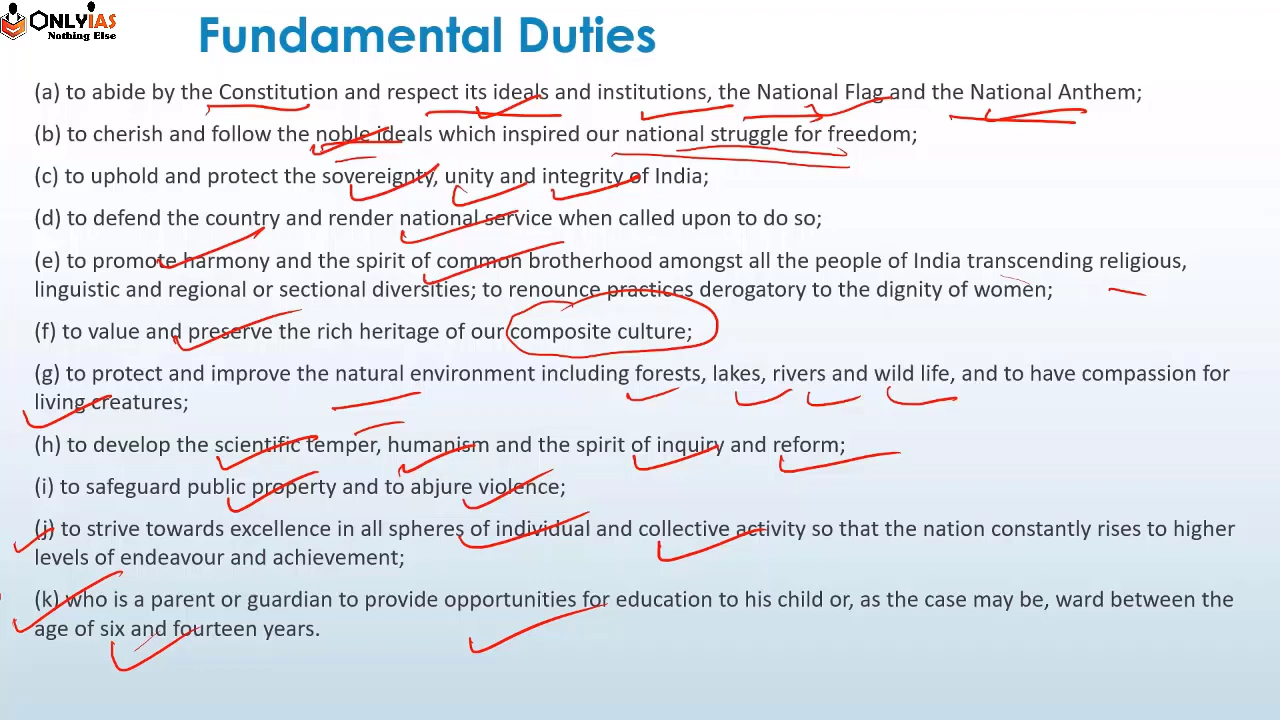 ONLYIAS
Nothing Else
Fundamental Duties
(a) to abide by the Constitution and respect its ideals and institutions, the National Flag and the National Anthem;
(b) to cherish and follow the noble ideals which inspired our national struggle for freedom;
(c) to uphold and protect the sovereignty, unity and integrity of India;
(d) to defend the country and render national service when called upon to do so;
(e) to promote harmony and the spirit of common brotherhood amongst all the people of India transcending religious,
linguistic and regional or sectional diversities; to renounce practices derogatory to the dignity of women;
(f) to value and preserve the rich heritage of our composite culture;
(g) to protect and improve the natural environment including forests, lakes, rivers and wild life, and to have compassion for
living creatures;
(h) to develop the scientific temper, humanism and the spirit of inquiry and reform;
(i) to safeguard public property and to abjure violence;
(j) to strive towards excellence in all spheres of individual and collective activity so that the nation constantly rises to higher
levels of endeavour and achievement;
(k) who is a parent or guardian to provide opportunities for education to his child or, as the case may be, ward between the
age of six and fourteen years.